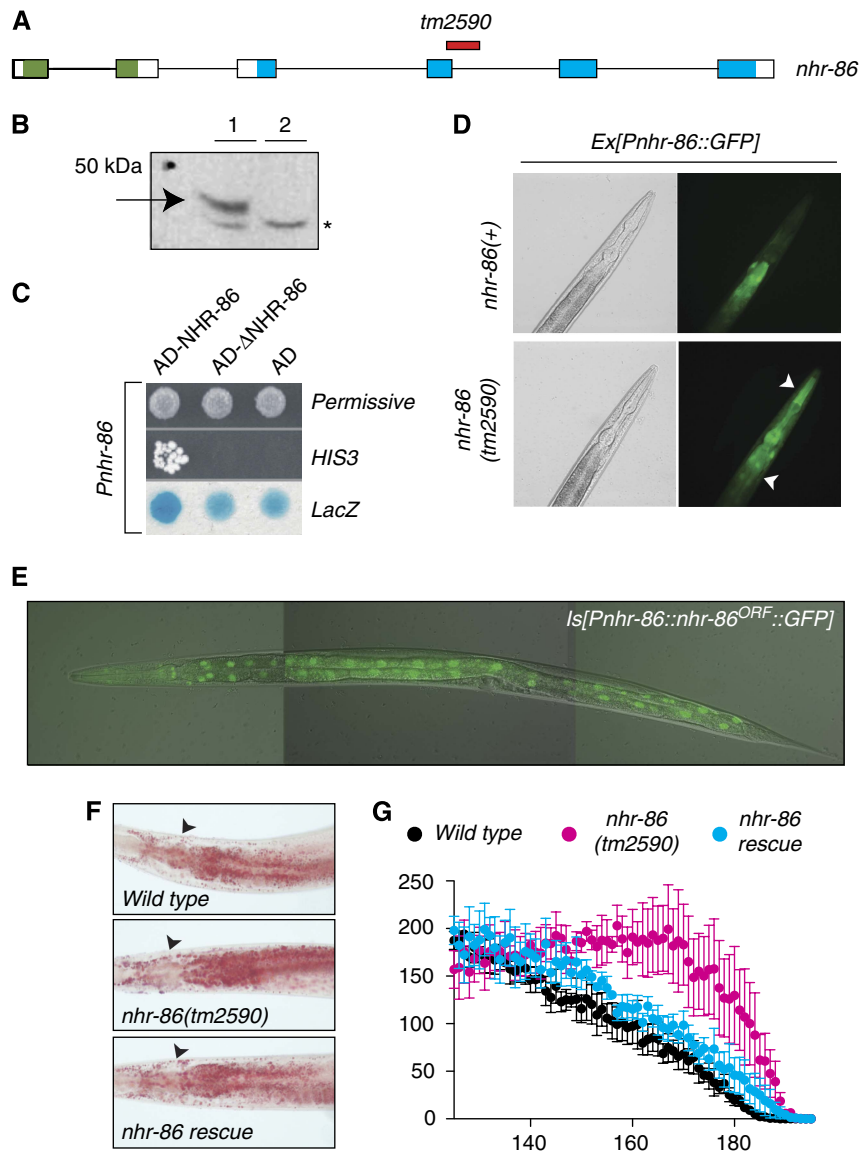 A
tm2590
nhr-86
B
1 2
50 kDa
*
C
AD-NHR-86
AD-ΔNHR-86
AD
Pnhr-86
Permissive
HIS3
LacZ
D
Ex[Pnhr-86::GFP]
nhr-86(+)
nhr-86
(tm2590)
E
Is[Pnhr-86::nhr-86ORF::GFP]
F
Wild type
nhr-86(tm2590)
nhr-86 rescue
G
Wild type
nhr-86
(tm2590)
nhr-86
rescue
250
200
150
100
50
0
140 160 180